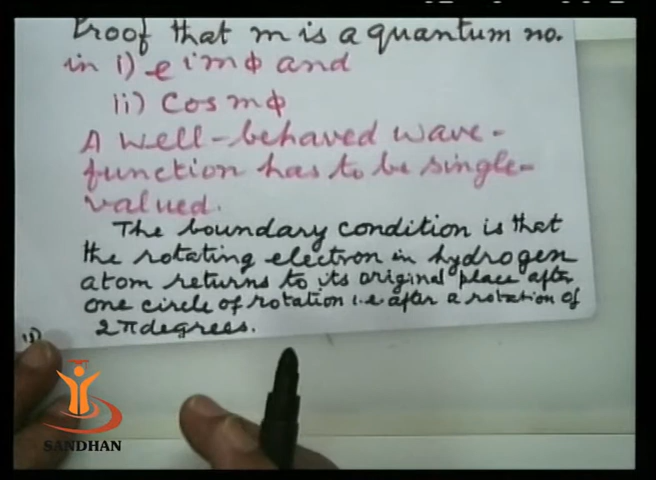 Proof that m is a quantum no.
in i) e i m ϕ and
ii) Cos m ϕ
A well-behaved wave-
function has to be single-
valued.
The boundary condition is that
the rotating electron in hydrogen
atom returns to its original place after
one circle of rotation i.e after a rotation of
2π degrees.
SANDHAN